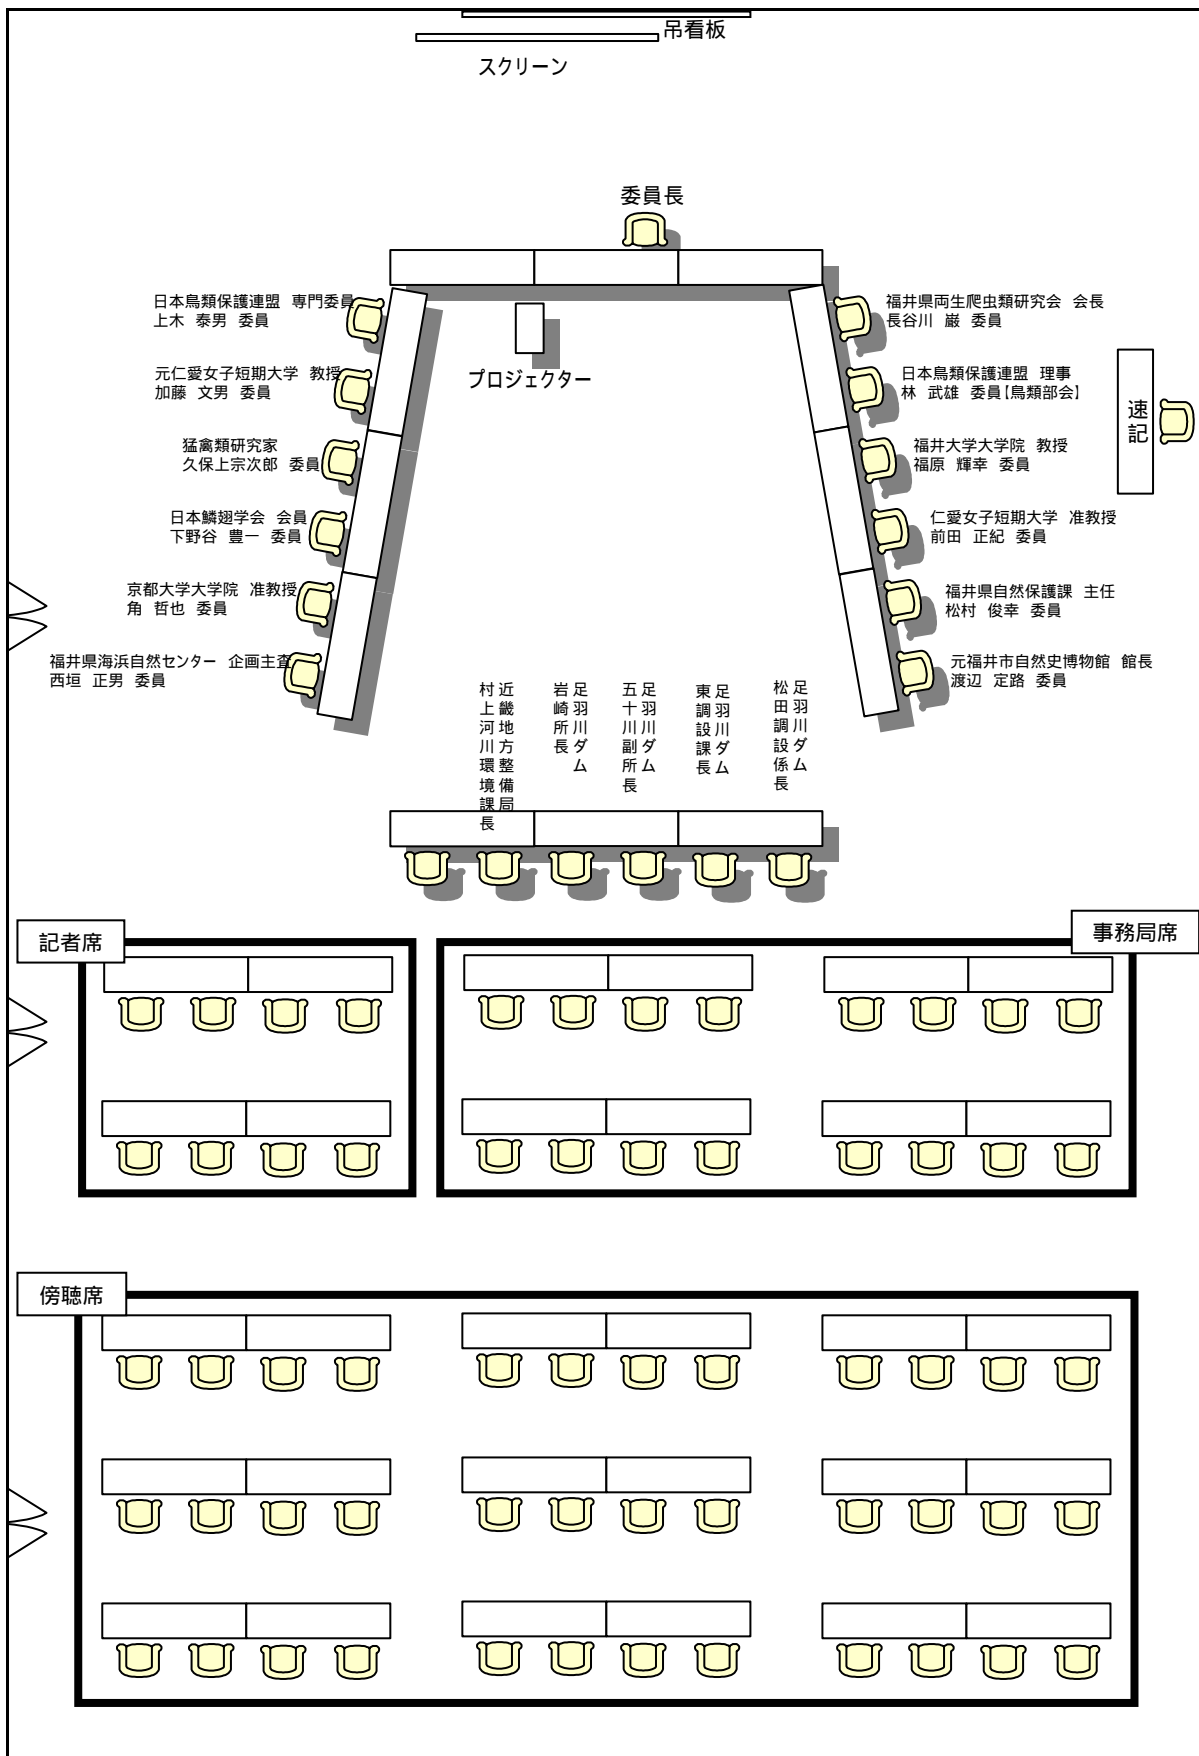 吊看板
スクリーン
委員長
プロジェクター
日本鳥類保護連盟 専門委員
上木 泰男 委員
元仁愛女子短期大学 教授
加藤 文男 委員
猛禽類研究家
久保上宗次郎 委員
日本鱗翅学会 会員
下野谷 豊一 委員
京都大学大学院 准教授
角 哲也 委員
福井県海浜自然センター 企画主査
西垣 正男 委員
福井県両生爬虫類研究会 会長
長谷川 巌 委員
日本鳥類保護連盟 理事
林 武雄 委員[鳥類部会]
福井大学大学院 教授
福原 輝幸 委員
仁愛女子短期大学 准教授
前田 正紀 委員
福井県自然保護課 主任
松村 俊幸 委員
元福井市自然史博物館 館長
渡辺 定路 委員
速記
近畿地方整備局
村上河川環境課長
足羽川ダム
岩崎所長
足羽川ダム
五十川副所長
足羽川ダム
東調設課長
足羽川ダム
松田調設係長
記者席
事務局席
傍聴席